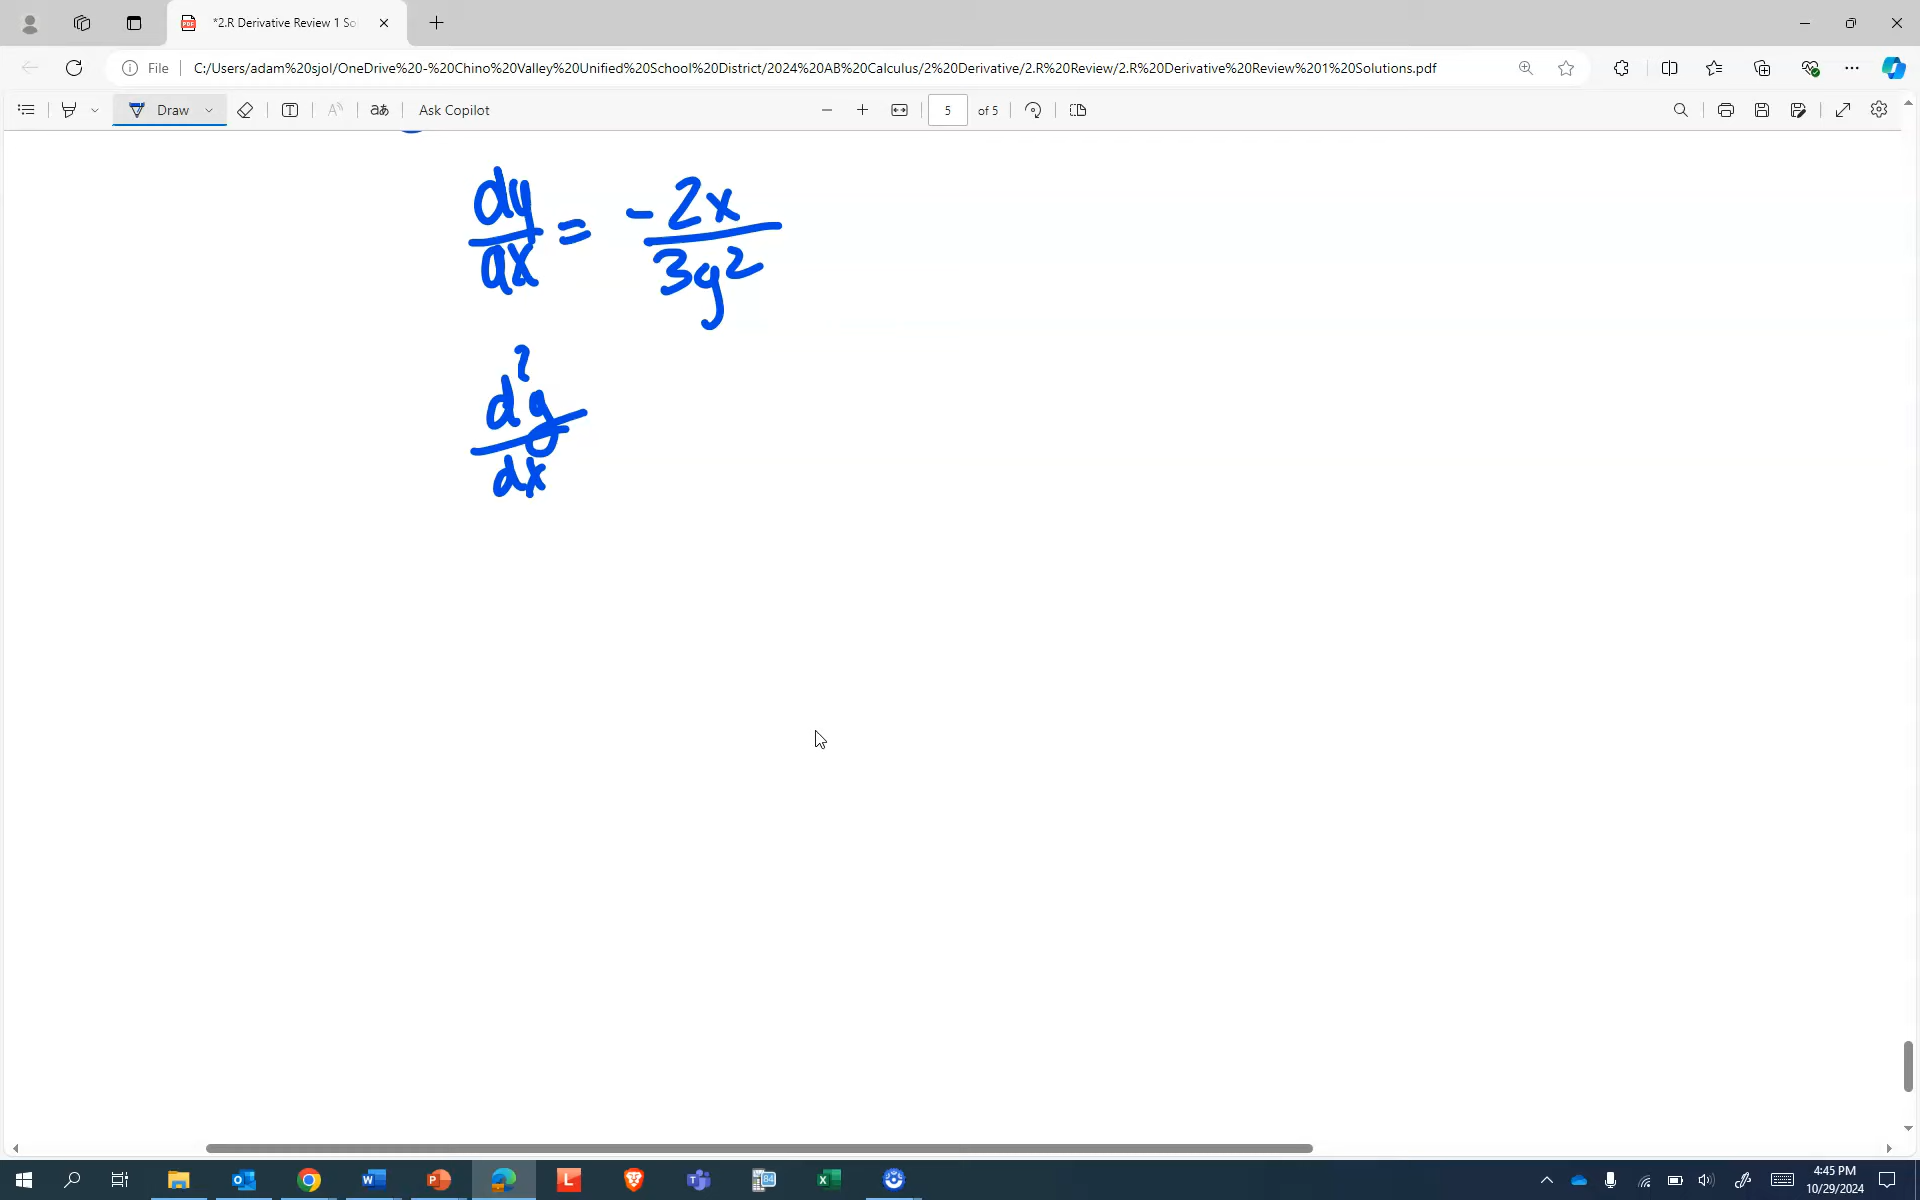 *2.R Derivative Review 1 So
File
C:/Users/adam%20sjol/OneDrive%20-%20Chino%20Valley%20Unified%20School%20District/2024%20AB%20Calculus/2%20Derivative/2.R%20Review/2.R%20Derivative%20Review%201%20Solutions.pdf
Draw
aあ
Ask Copilot
5
of 5
dy/dx = -2x/3y²
d²y/dx
4:45 PM
10/29/2024